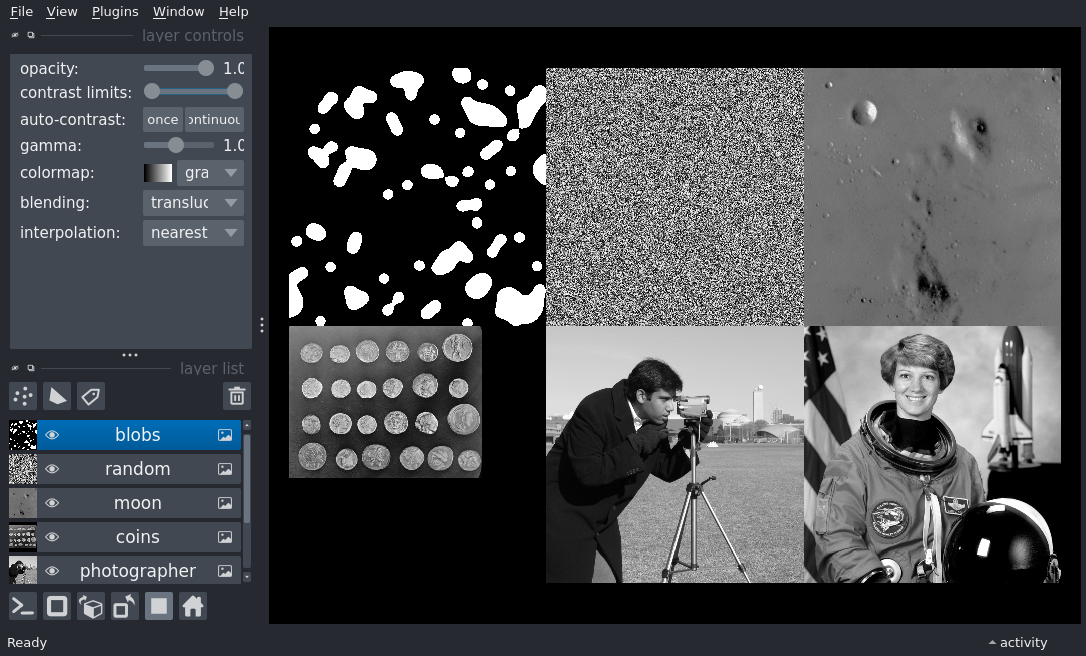 File View Plugins Window Help
layer controls
opacity: 1.0
contrast limits:
auto-contrast: once ontinuou
gamma: 1.0
colormap: gra
blending: transluc
interpolation: nearest
layer list
blobs
random
moon
coins
photographer
Ready
activity